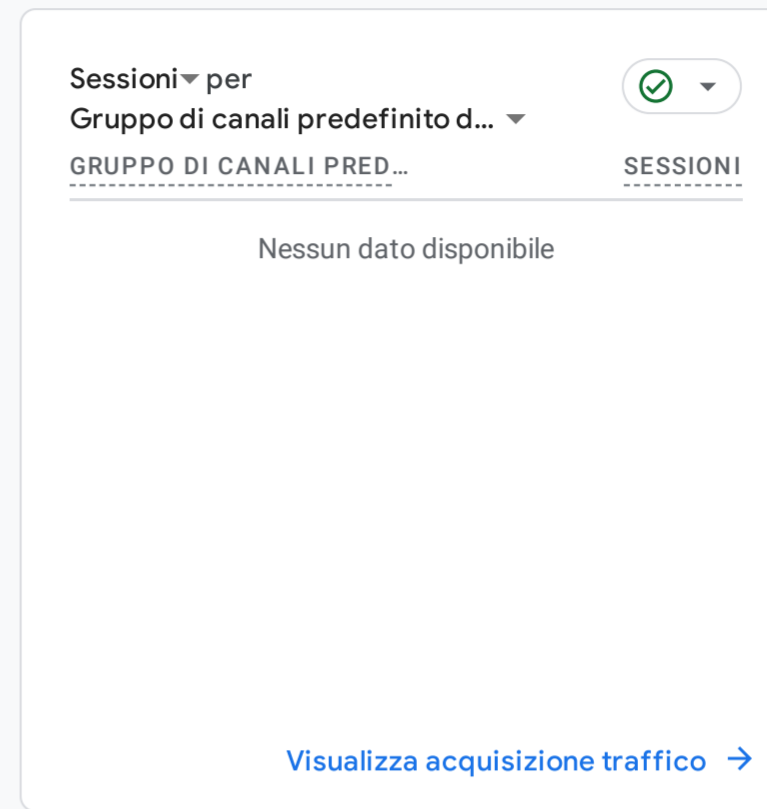 Sessioni per
Gruppo di canali predefinito d...
GRUPPO DI CANALI PRED... SESSIONI
Nessun dato disponibile
Visualizza acquisizione traffico